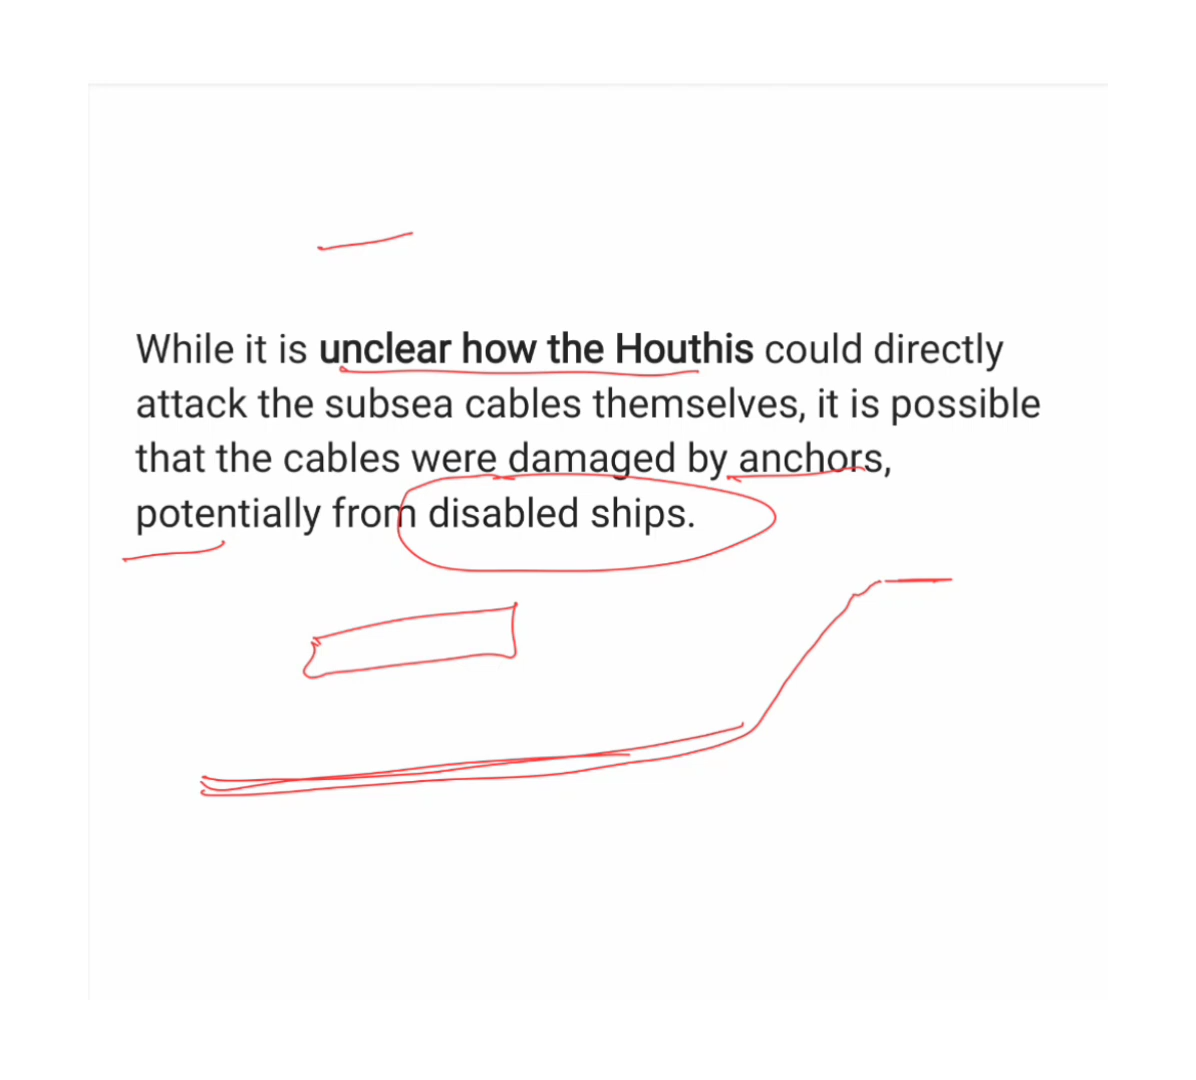 While it is unclear how the Houthis could directly
attack the subsea cables themselves, it is possible
that the cables were damaged by anchors,
potentially from disabled ships.